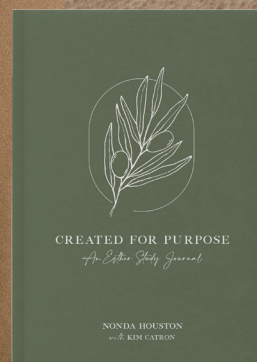 CREATED FOR PURPOSE
An Esther Study Journal
NONDA HOUSTON
with KIM CATRON